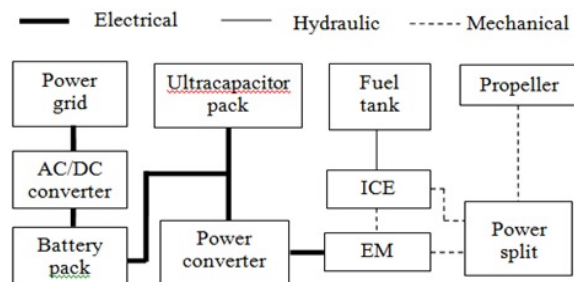 Electrical Hydraulic Mechanical
Power
grid
Ultracapacitor
pack
Fuel
tank
Propeller
AC/DC
converter
ICE
Battery
pack
Power
converter
EM
Power
split